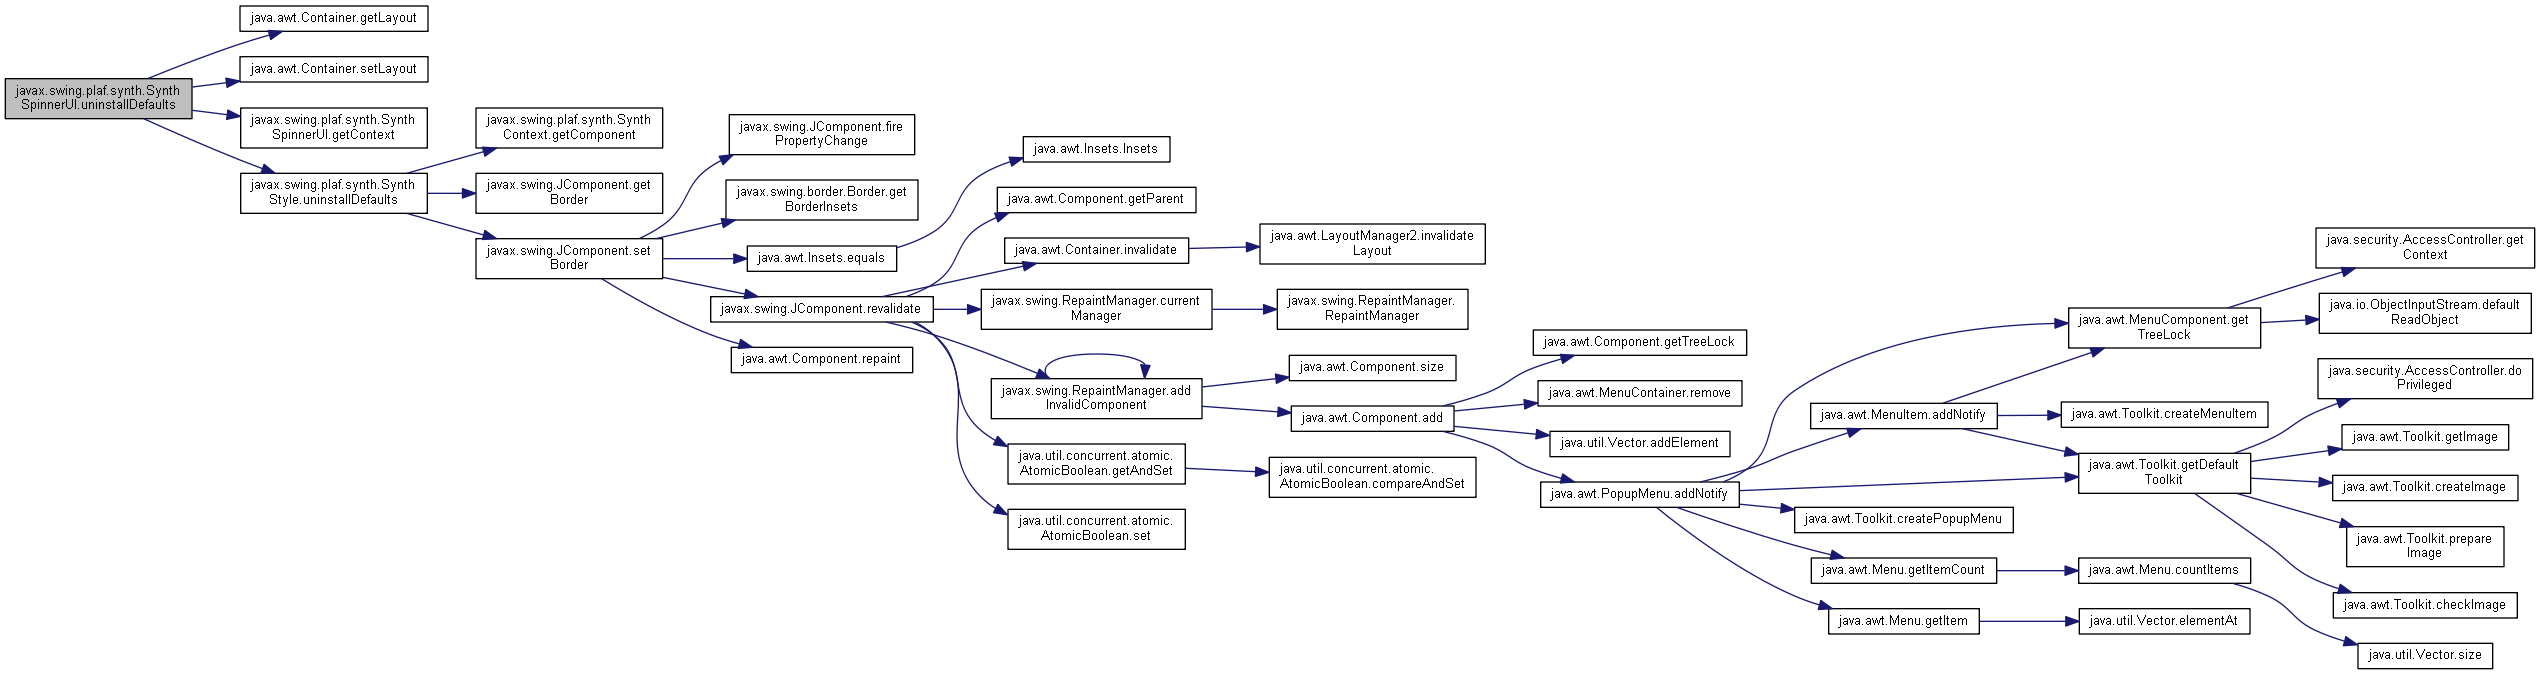 java.awt.Container.getLayout
java.awt.Container.setLayout
javax.swing.plaf.synth.Synth
SpinnerUI.uninstallDefaults
javax.swing.plaf.synth.Synth
SpinnerUI.getContext
javax.swing.plaf.synth.Synth
Style.uninstallDefaults
javax.swing.plaf.synth.Synth
Context.getComponent
javax.swing.JComponent.get
Border
javax.swing.JComponent.set
Border
javax.swing.JComponent.fire
PropertyChange
javax.swing.border.Border.get
BorderInsets
java.awt.Insets.equals
javax.swing.JComponent.revalidate
java.awt.Component.repaint
java.awt.Insets.Insets
java.awt.Component.getParent
java.awt.Container.invalidate
javax.swing.RepaintManager.current
Manager
javax.swing.RepaintManager.add
InvalidComponent
java.util.concurrent.atomic.
AtomicBoolean.getAndSet
java.util.concurrent.atomic.
AtomicBoolean.set
java.awt.LayoutManager2.invalidate
Layout
javax.swing.RepaintManager.
RepaintManager
java.awt.Component.size
java.awt.Component.add
java.util.concurrent.atomic.
AtomicBoolean.compareAndSet
java.awt.Component.getTreeLock
java.awt.MenuContainer.remove
java.util.Vector.addElement
java.awt.PopupMenu.addNotify
java.awt.MenuItem.addNotify
java.awt.Toolkit.createPopupMenu
java.awt.Menu.getItemCount
java.awt.Menu.getItem
java.awt.MenuComponent.get
TreeLock
java.awt.Toolkit.createMenuItem
java.awt.Toolkit.getDefault
Toolkit
java.awt.Menu.countItems
java.util.Vector.elementAt
java.security.AccessController.get
Context
java.io.ObjectInputStream.default
ReadObject
java.security.AccessController.do
Privileged
java.awt.Toolkit.getImage
java.awt.Toolkit.createImage
java.awt.Toolkit.prepare
Image
java.awt.Toolkit.checkImage
java.util.Vector.size